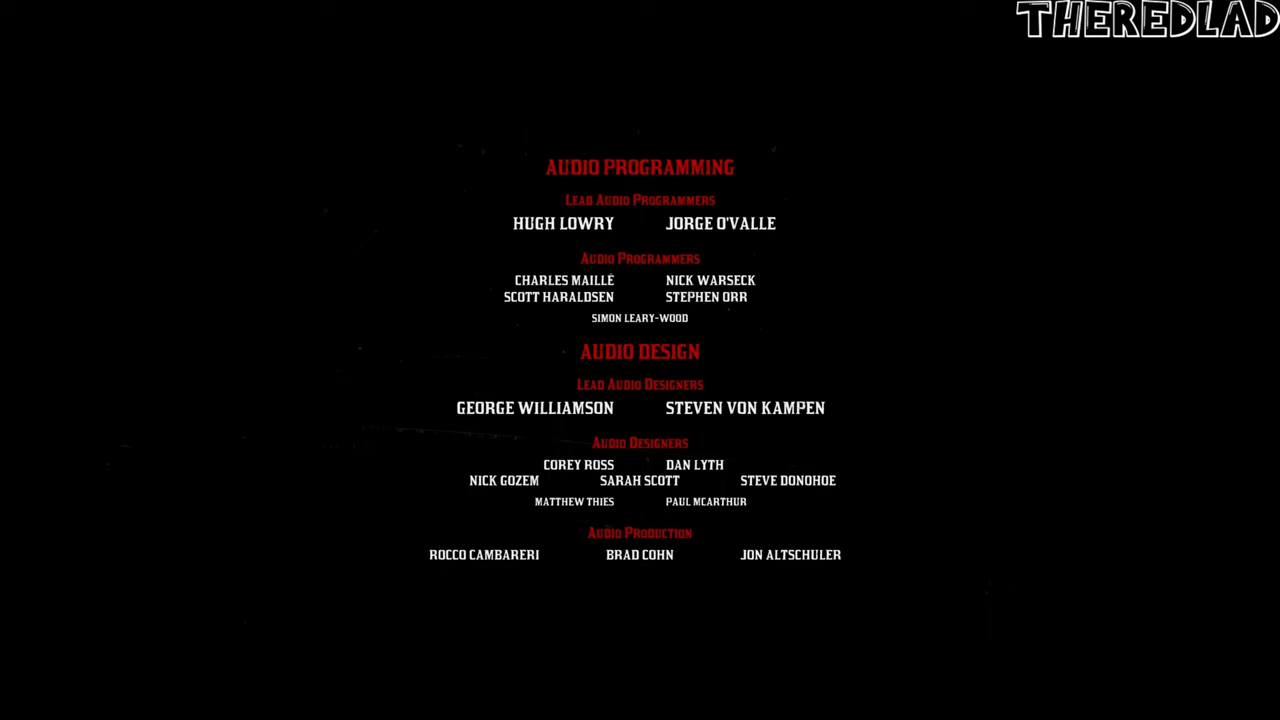 THEREDLAD
AUDIO PROGRAMMING
LEAD AUDIO PROGRAMMERS
HUGH LOWRY JORGE O'VALLE
AUDIO PROGRAMMERS
CHARLES MAILLÉ NICK WARSECK
SCOTT HARALDSEN STEPHEN ORR
SIMON LEARY-WOOD
AUDIO DESIGN
LEAD AUDIO DESIGNERS
GEORGE WILLIAMSON STEVEN VON KAMPEN
AUDIO DESIGNERS
COREY ROSS DAN LYTH
NICK GOZEM SARAH SCOTT STEVE DONOHOE
MATTHEW THIES PAUL MCARTHUR
AUDIO PRODUCTION
ROCCO CAMBARERI BRAD COHN JON ALTSCHULER